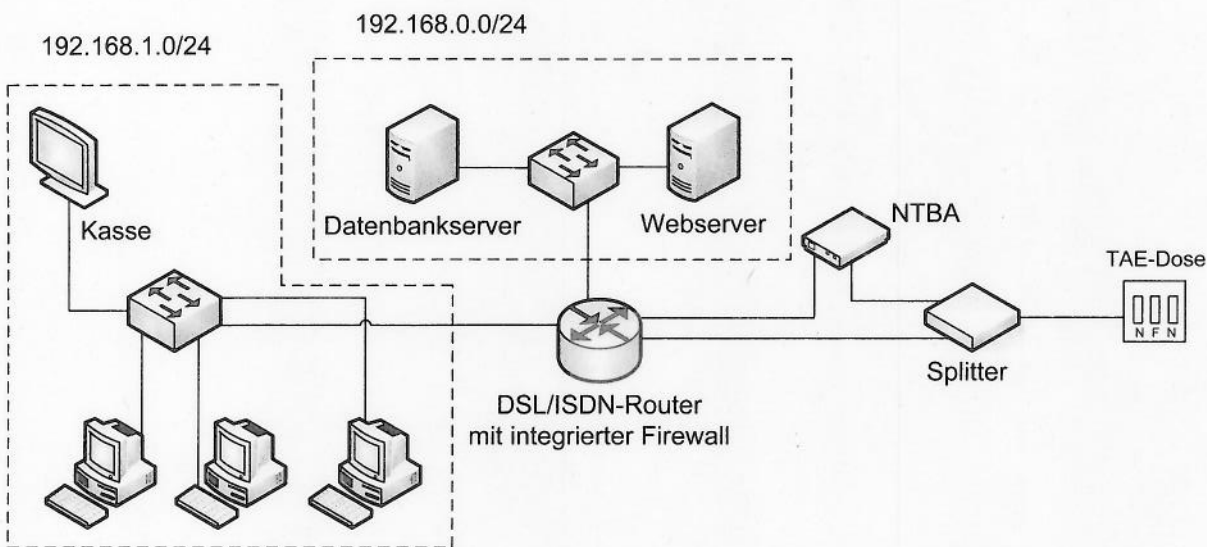 192.168.1.0/24
192.168.0.0/24
Kasse
Datenbankserver
Webserver
NTBA
TAE-Dose
N F N
Splitter
DSL/ISDN-Router
mit integrierter Firewall